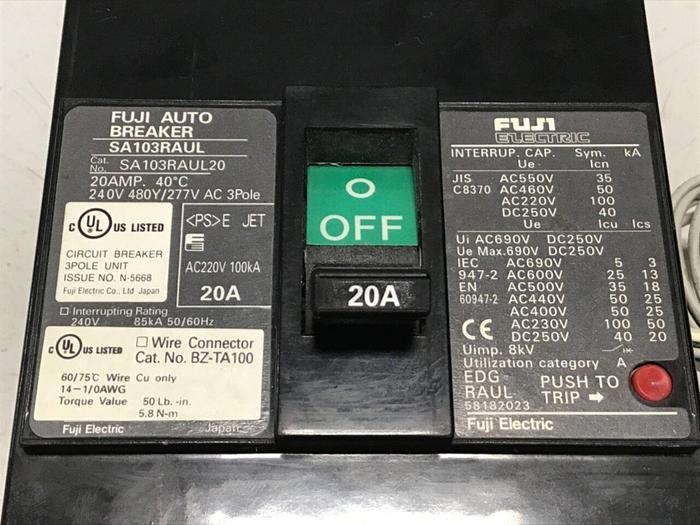 FUJI AUTO
BREAKER
SA103RAUL
Cat.
No. SA103RAUL20
20AMP. 40°C
240V 480Y/277V AC 3Pole
C UL US LISTED
CIRCUIT BREAKER
3POLE UNIT
ISSUE NO. N-5668
Fuji Electric Co., Ltd Japan
<PS>E JET
AC220V 100kA
20A
□ Interrupting Rating
240V 85kA 50/60Hz
C UL US LISTED
□ Wire Connector
Cat. No. BZ-TA100
60/75°C Wire Cu only
14-1/0AWG
Torque Value 50 Lb.-in.
5.8 N-m
Fuji Electric Japan
O
OFF
20A
FUJI
ELECTRIC
INTERRUP. CAP. Sym. kA
Ue Icn
JIS AC550V 35
C8370 AC460V 50
AC220V 100
DC250V 40
Ue Icu Ics
Ui AC690V DC250V
Ue Max.690V DC250V
IEC AC690V 5 3
947-2 AC600V 25 13
EN AC500V 35 18
60947-2 AC440V 50 25
AC400V 50 25
CE AC230V 100 50
DC250V 40 20
Uimp. 8kV
Utilization category A
EDG
RAUL
58182023
PUSH TO
TRIP →
Fuji Electric